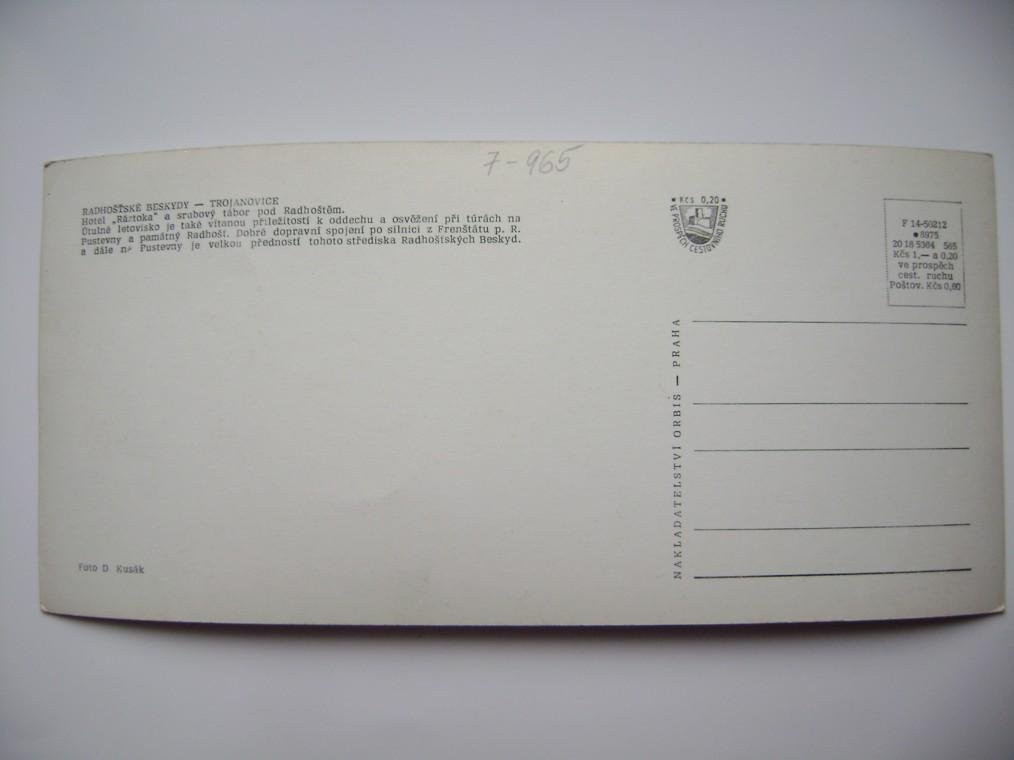 7-965
RADHOŠŤSKÉ BESKYDY — TROJANOVICE
Hotel „Ráztoka“ a srubový tábor pod Radhoštěm.
Útulné letovisko je také vítanou příležitostí k oddechu a osvěžení při túrách na
Pustevny a památný Radhošť. Dobré dopravní spojení po silnici z Frenštátu p. R.
a dále na Pustevny je velkou předností tohoto střediska Radhošťských Beskyd.
• Kčs 0,20 •
VE PROSPĚCH CESTOVNÍHO RUCHU
F 14-50212
•8975
20 18 5364 565
Kčs 1,— a 0,20
ve prospěch
cest. ruchu
Poštov. Kčs 0,60
NAKLADATELSTVÍ ORBIS — PRAHA
Foto D Kusák